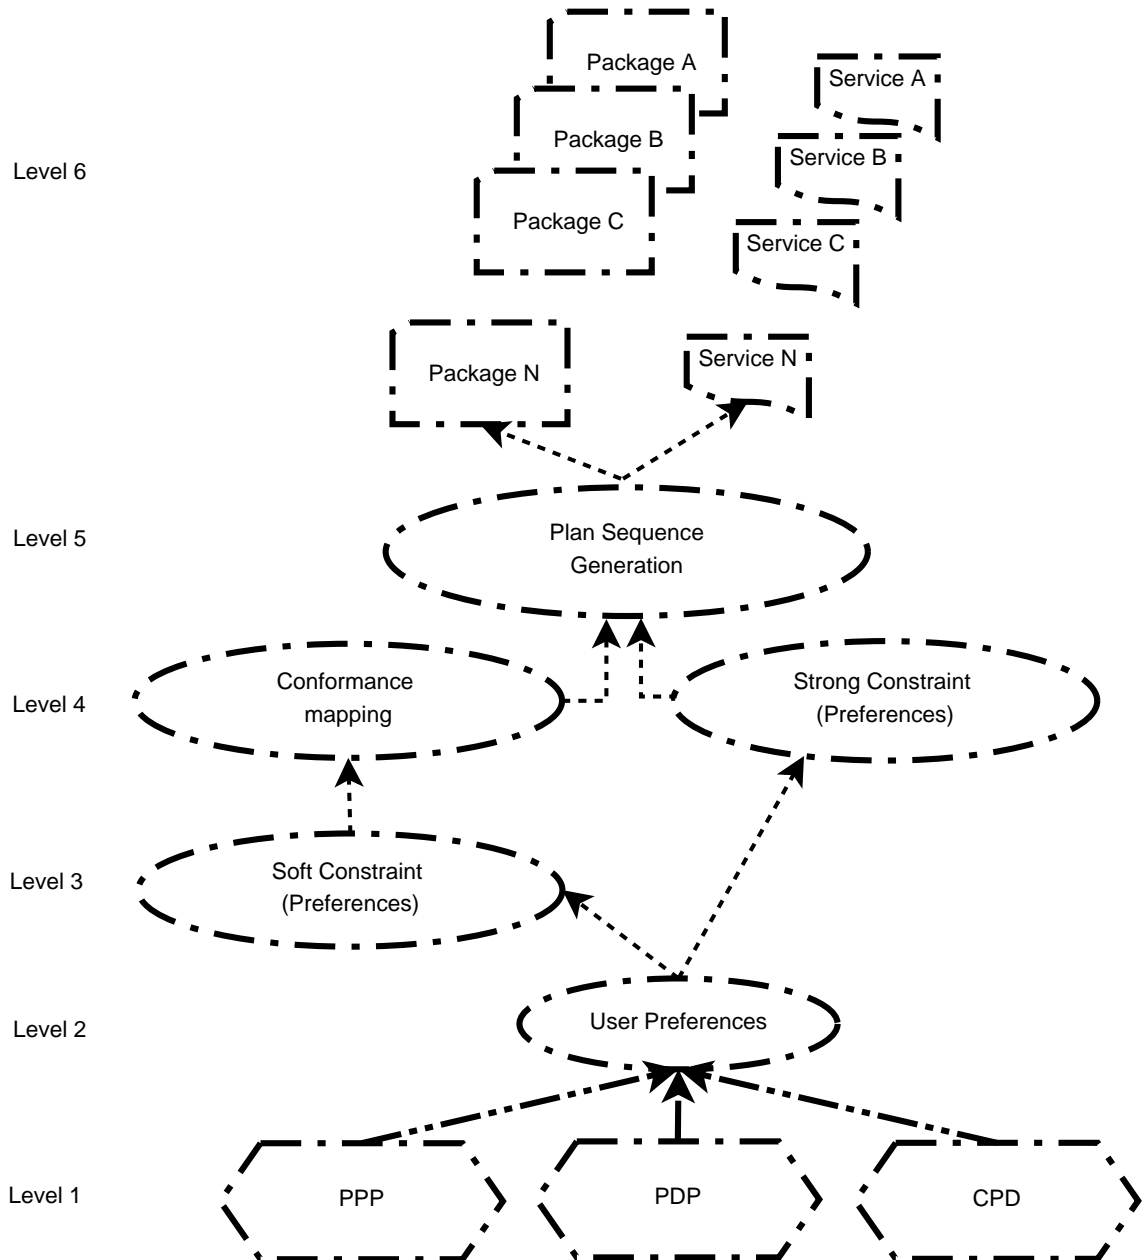 Package A
Service A
Package B
Service B
Level 6
Package C
Service C
Package N
Service N
Level 5
Plan Sequence
Generation
Level 4
Conformance
mapping
Strong Constraint
(Preferences)
Level 3
Soft Constraint
(Preferences)
Level 2
User Preferences
Level 1
PPP
PDP
CPD